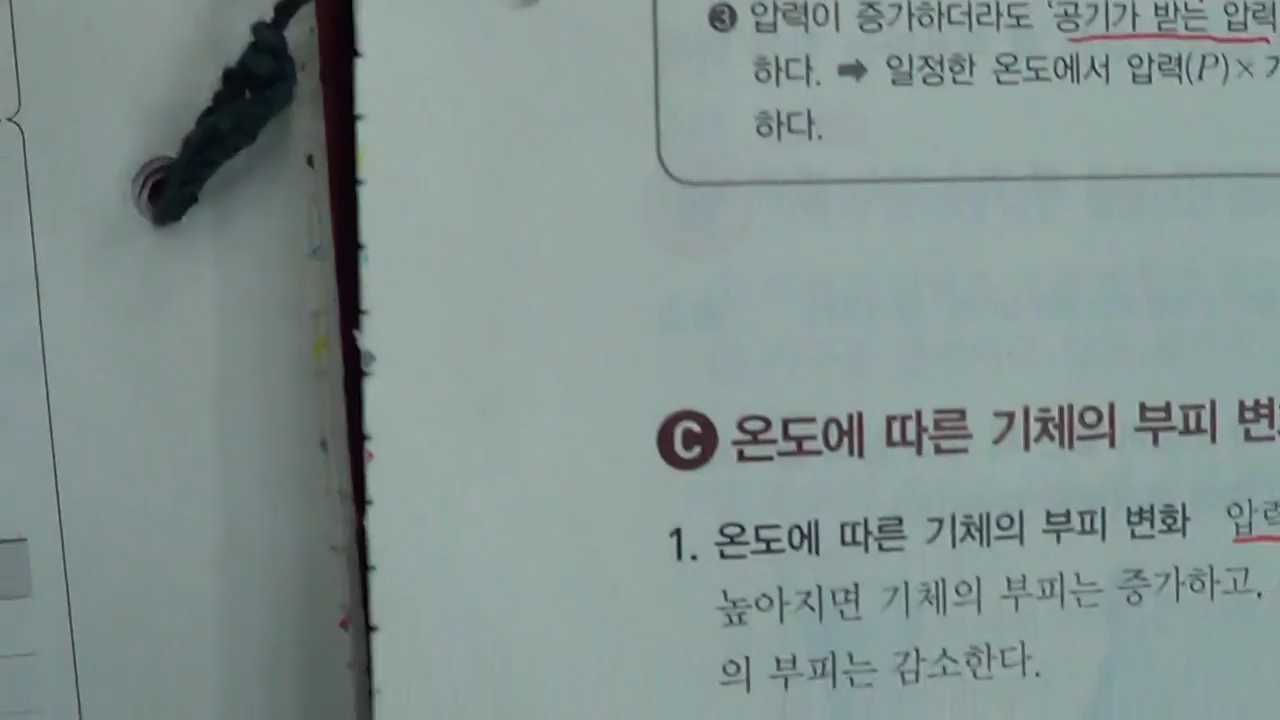 ❸ 압력이 증가하더라도 '공기가 받는 압력
하다. ➡ 일정한 온도에서 압력(P)×
하다.
C 온도에 따른 기체의 부피
1. 온도에 따른 기체의 부피 변화
높아지면 기체의 부피는 증가하고,
의 부피는 감소한다.